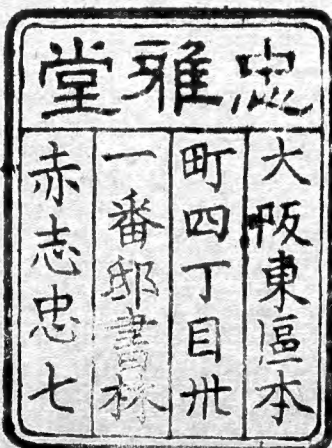 忠雅堂
大阪東區本
町四丁目卅
一番邸書林
赤志忠七